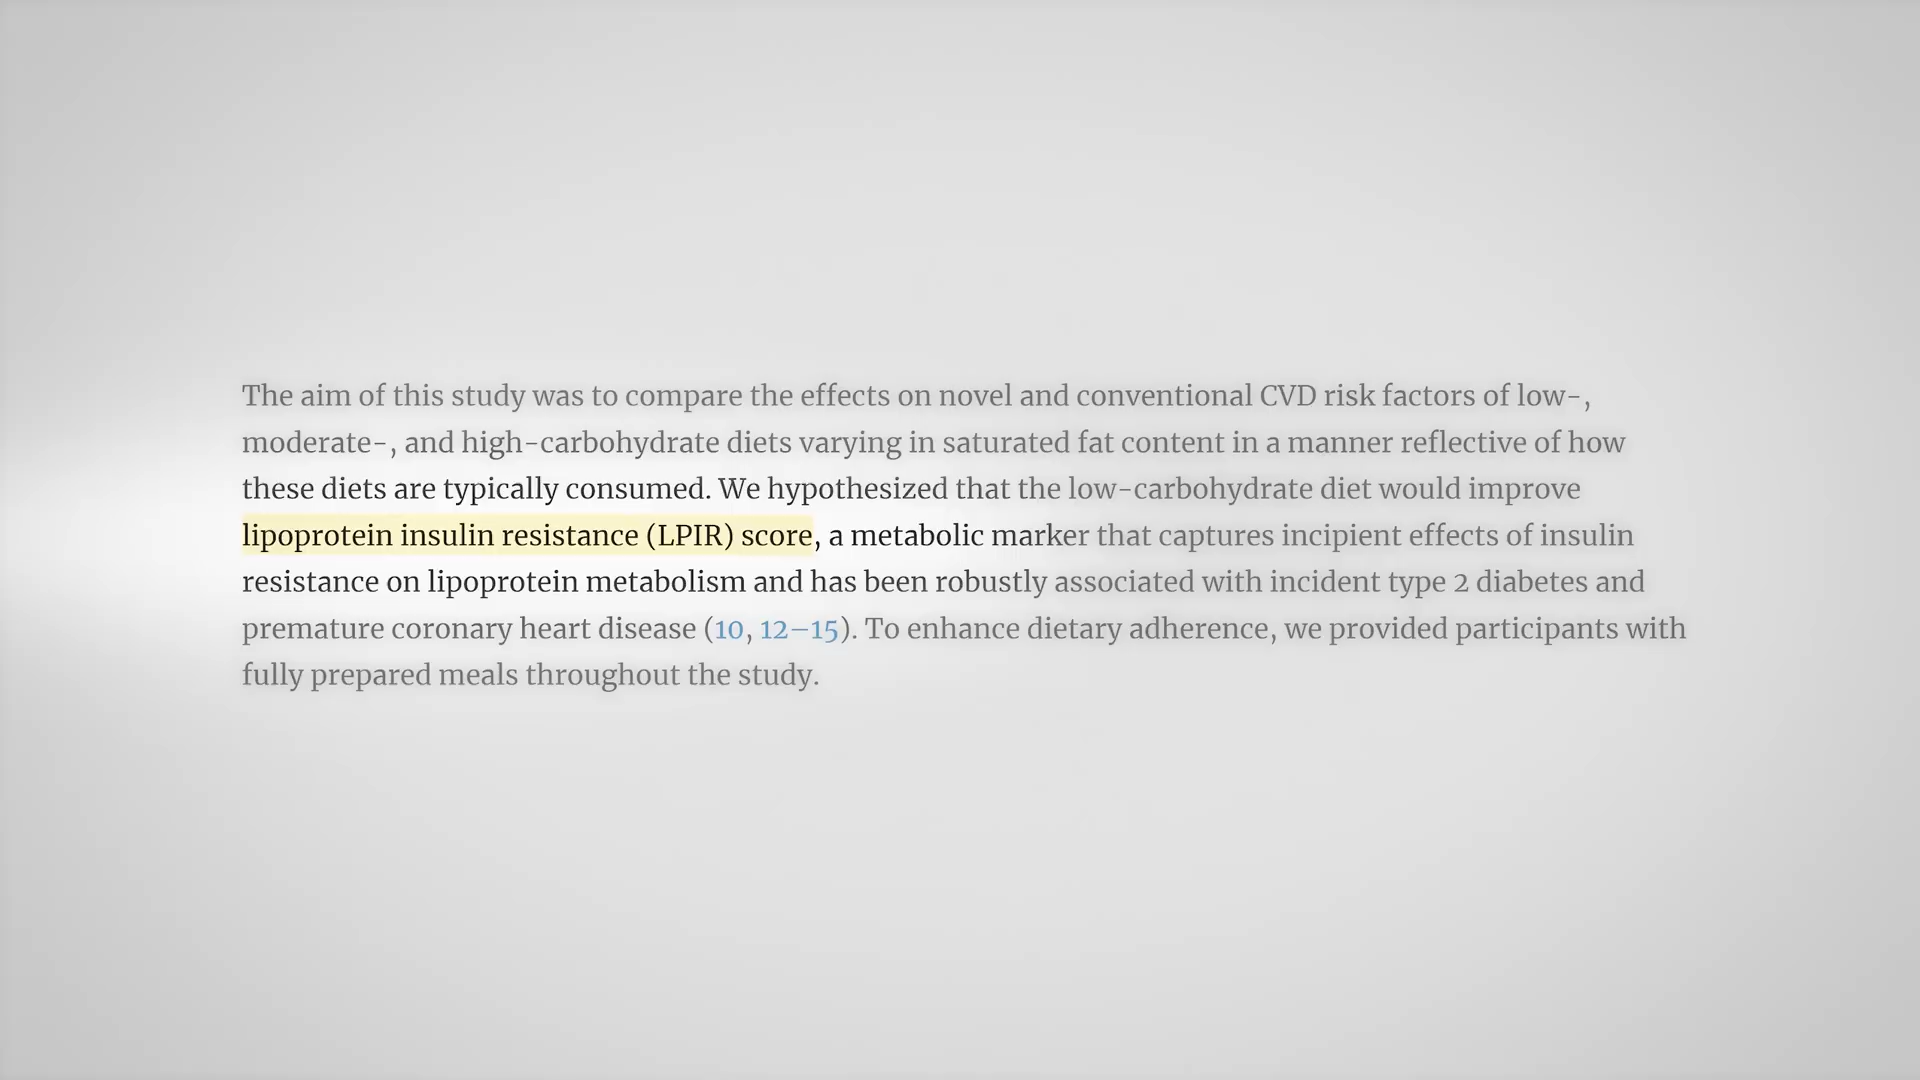 The aim of this study was to compare the effects on novel and conventional CVD risk factors of low-,
moderate-, and high-carbohydrate diets varying in saturated fat content in a manner reflective of how
these diets are typically consumed. We hypothesized that the low-carbohydrate diet would improve
lipoprotein insulin resistance (LPIR) score, a metabolic marker that captures incipient effects of insulin
resistance on lipoprotein metabolism and has been robustly associated with incident type 2 diabetes and
premature coronary heart disease (10, 12–15). To enhance dietary adherence, we provided participants with
fully prepared meals throughout the study.